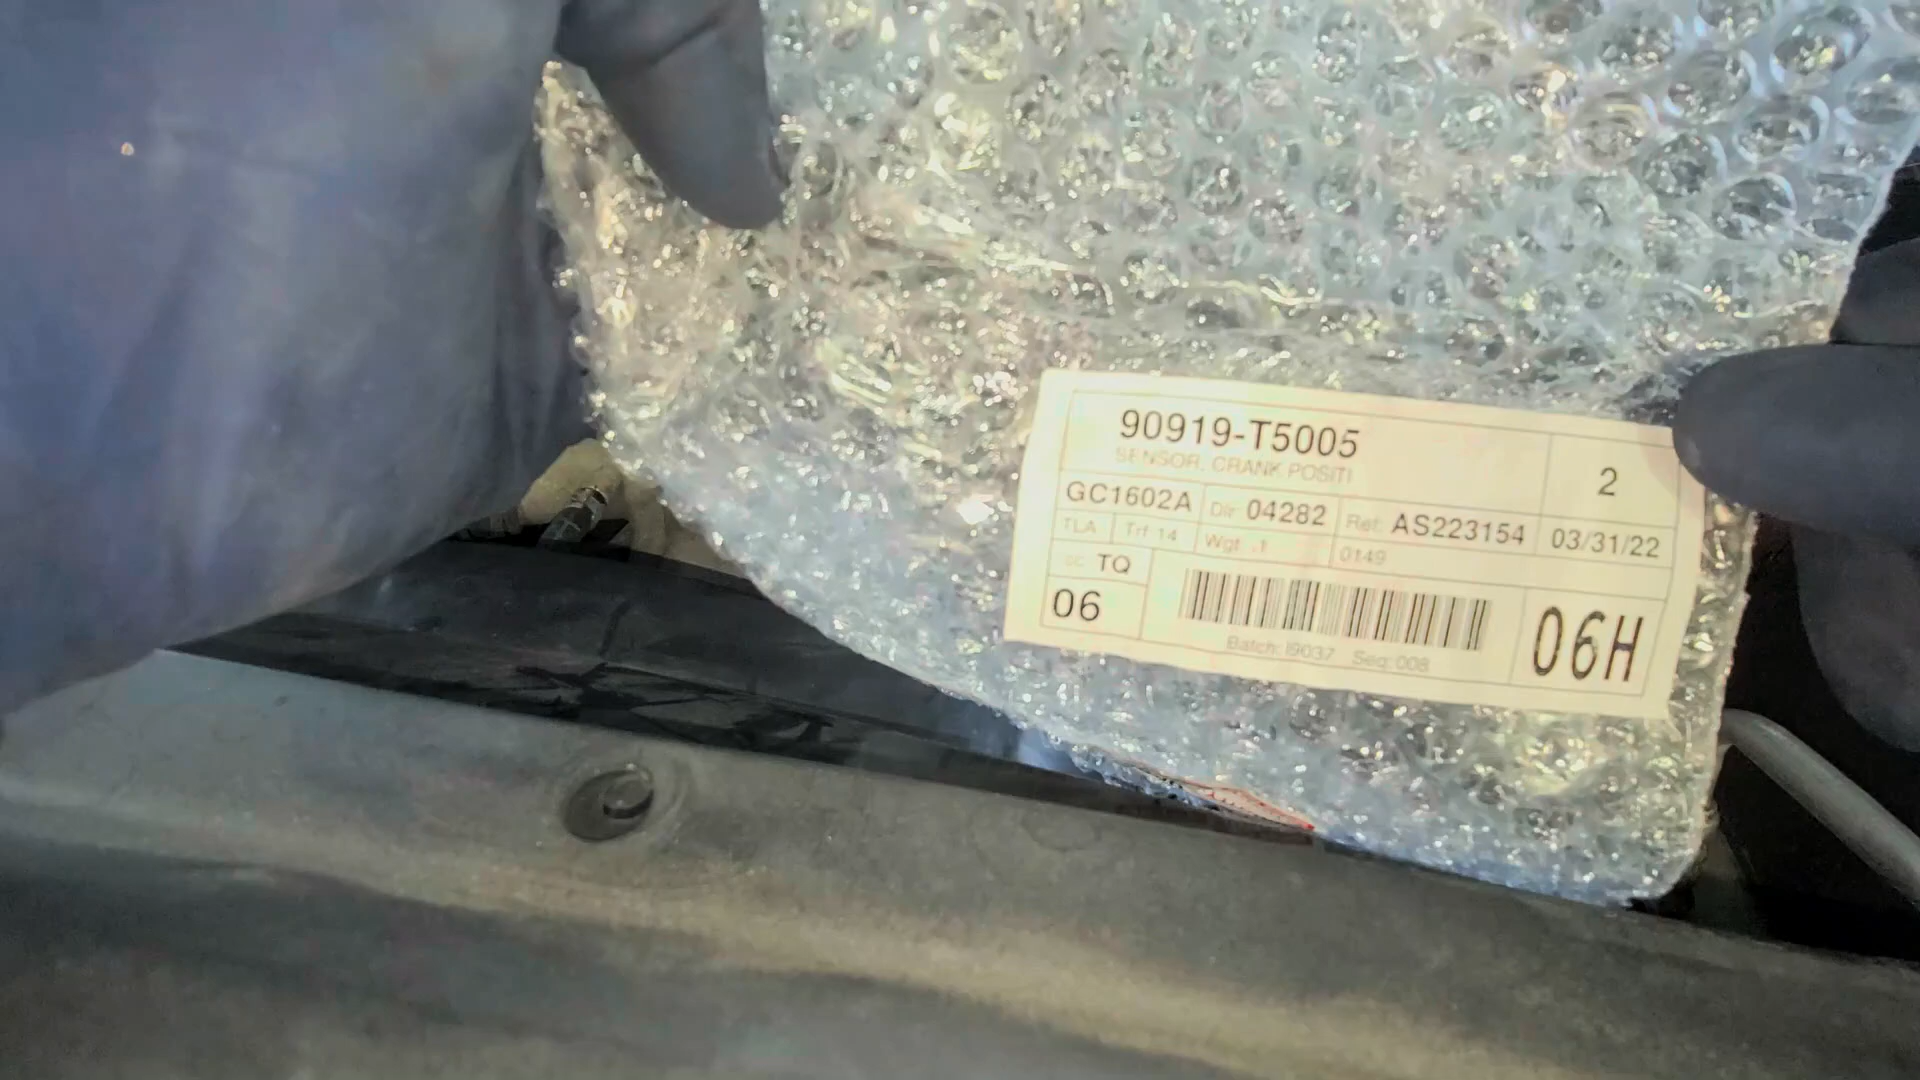 90919-T5005
SENSOR, CRANK POSITI
2
GC1602A Dlr 04282 Ref: AS223154 03/31/22
TLA Trf 14 Wgt .1 0149
TQ
06
06H
Batch: I9037 Seq: 008